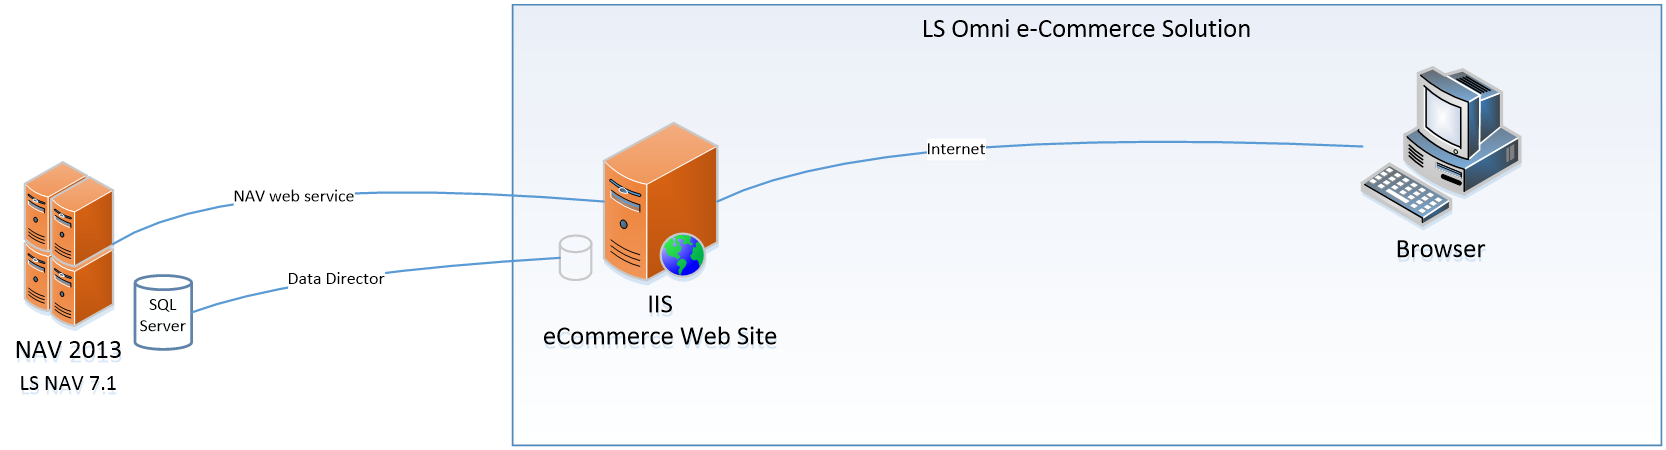 LS Omni e-Commerce Solution
Internet
NAV web service
Browser
Data Director
SQL
Server
IIS
eCommerce Web Site
NAV 2013
LS NAV 7.1